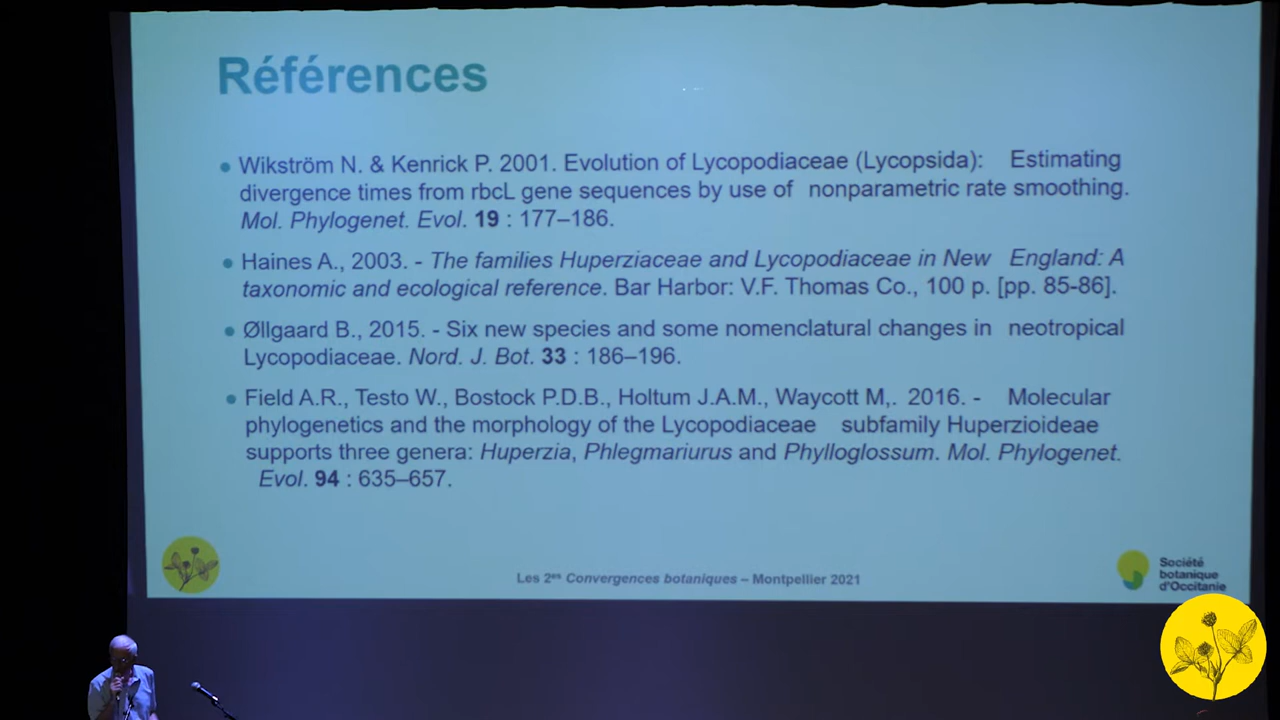 Références
• Wikström N. & Kenrick P. 2001. Evolution of Lycopodiaceae (Lycopsida): Estimating
divergence times from rbcL gene sequences by use of nonparametric rate smoothing.
Mol. Phylogenet. Evol. 19 : 177–186.
• Haines A., 2003. - The families Huperziaceae and Lycopodiaceae in New England: A
taxonomic and ecological reference. Bar Harbor: V.F. Thomas Co., 100 p. [pp. 85-86].
• Øllgaard B., 2015. - Six new species and some nomenclatural changes in neotropical
Lycopodiaceae. Nord. J. Bot. 33 : 186–196.
• Field A.R., Testo W., Bostock P.D.B., Holtum J.A.M., Waycott M,. 2016. - Molecular
phylogenetics and the morphology of the Lycopodiaceae subfamily Huperzioideae
supports three genera: Huperzia, Phlegmariurus and Phylloglossum. Mol. Phylogenet.
Evol. 94 : 635–657.
Les 2es Convergences botaniques – Montpellier 2021
Société
botanique
d'Occitanie